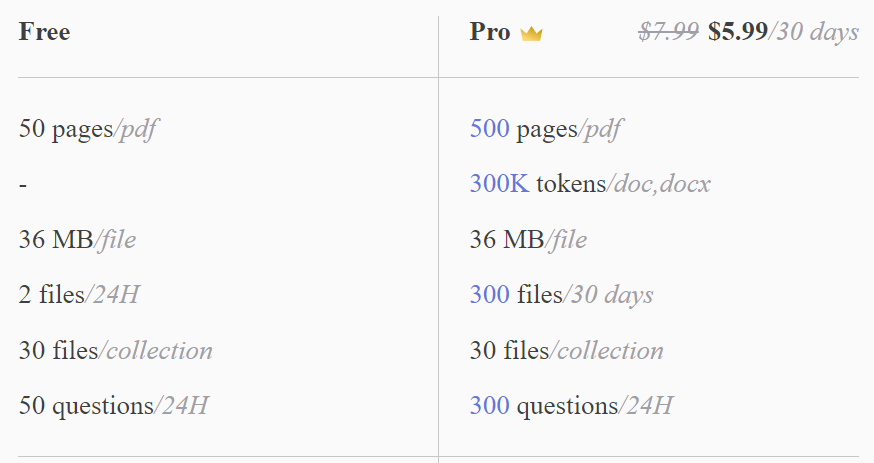 Free
Pro $7.99 $5.99/30 days
50 pages/pdf
500 pages/pdf
-
300K tokens/doc,docx
36 MB/file
36 MB/file
2 files/24H
300 files/30 days
30 files/collection
30 files/collection
50 questions/24H
300 questions/24H